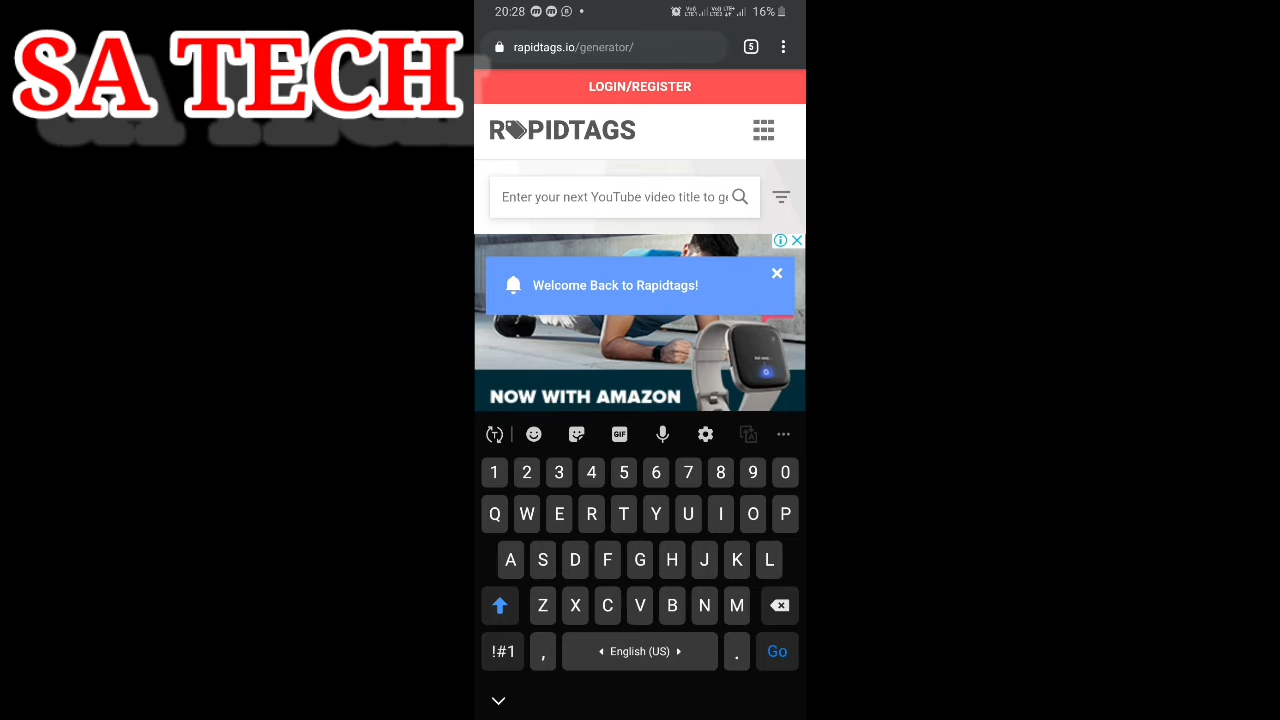 SA TECH
20:28
16%
rapidtags.io/generator/
5
LOGIN/REGISTER
RAPIDTAGS
Enter your next YouTube video title to ge
Welcome Back to Rapidtags!
NOW WITH AMAZON
GIF
1 2 3 4 5 6 7 8 9 0
Q W E R T Y U I O P
A S D F G H J K L
Z X C V B N M
!#1 , English (US) . Go